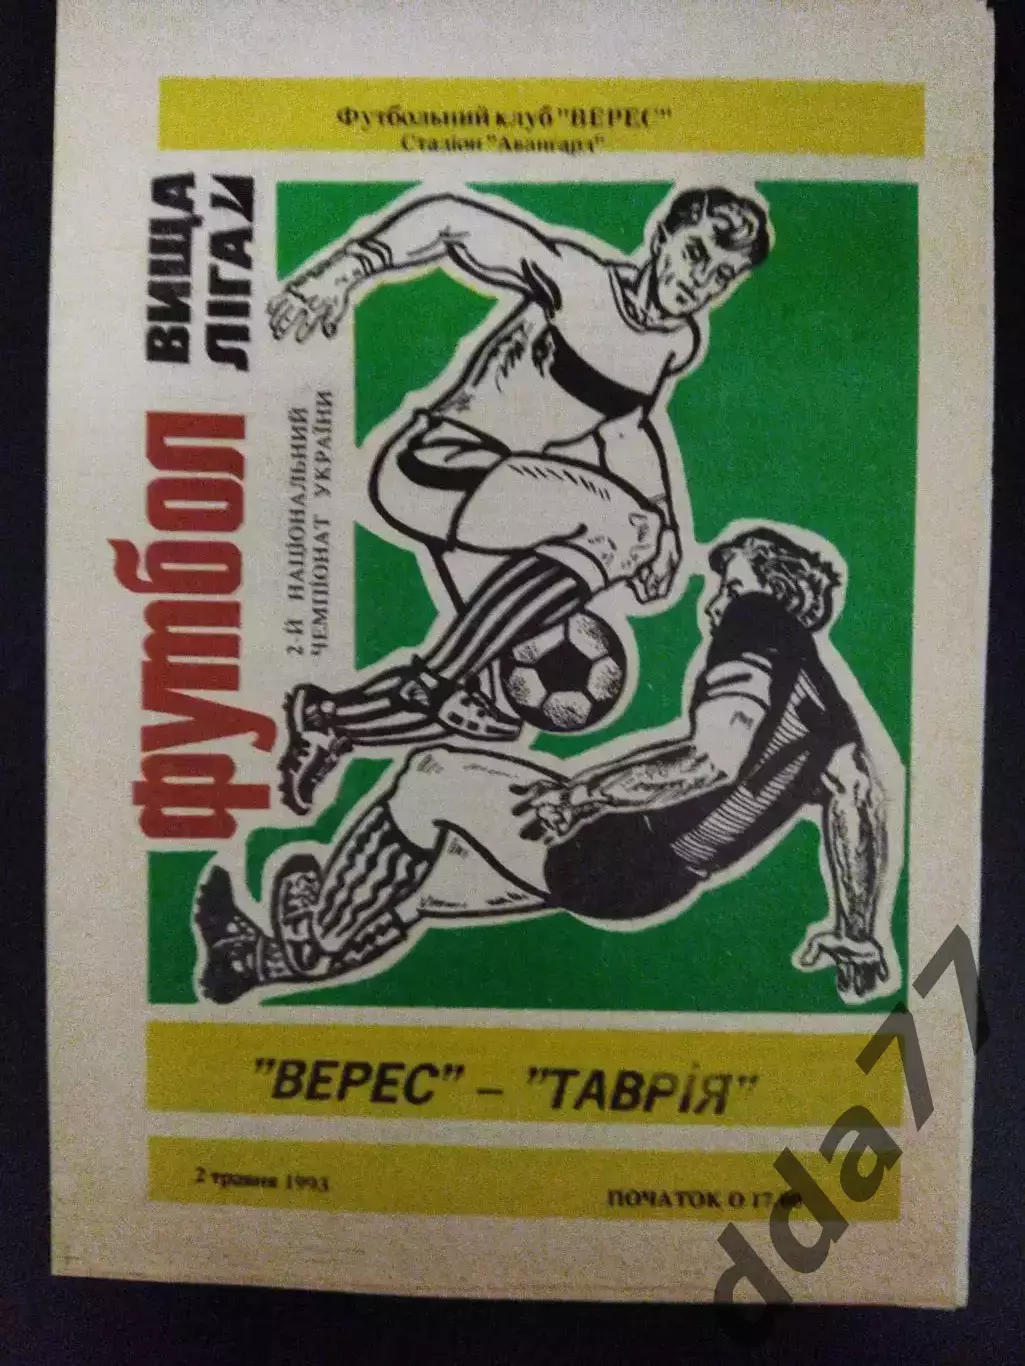 Футбольний клуб "ВЕРЕС"
Стадіон "Авангард"
ФУТБОЛ
ВИЩА
ЛІГА
2-Й НАЦІОНАЛЬНИЙ
ЧЕМПІОНАТ УКРАЇНИ
"ВЕРЕС" – "ТАВРІЯ"
2 травня 1993
ПОЧАТОК О 17.00
dda77